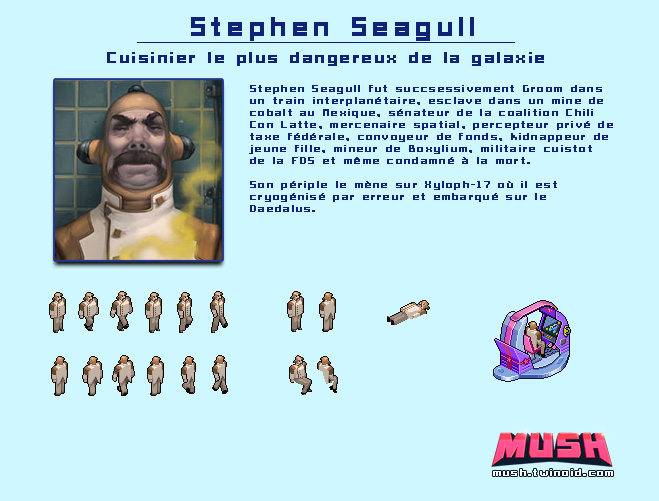 Stephen Seagull
Cuisinier le plus dangereux de la galaxie
Stephen Seagull fut succsessivement Groom dans
un train interplanétaire, esclave dans un mine de
cobalt au Mexique, sénateur de la coalition Chili
Con Latte, mercenaire spatial, percepteur privé de
taxe fédérale, convoyeur de fonds, kidnappeur de
jeune fille, mineur de Boxylium, militaire cuistot
de la FDS et même condamné à la mort.
Son périple le mène sur Xyloph-17 où il est
cryogénisé par erreur et embarqué sur le
Daedalus.
MUSH
mush.twinoid.com